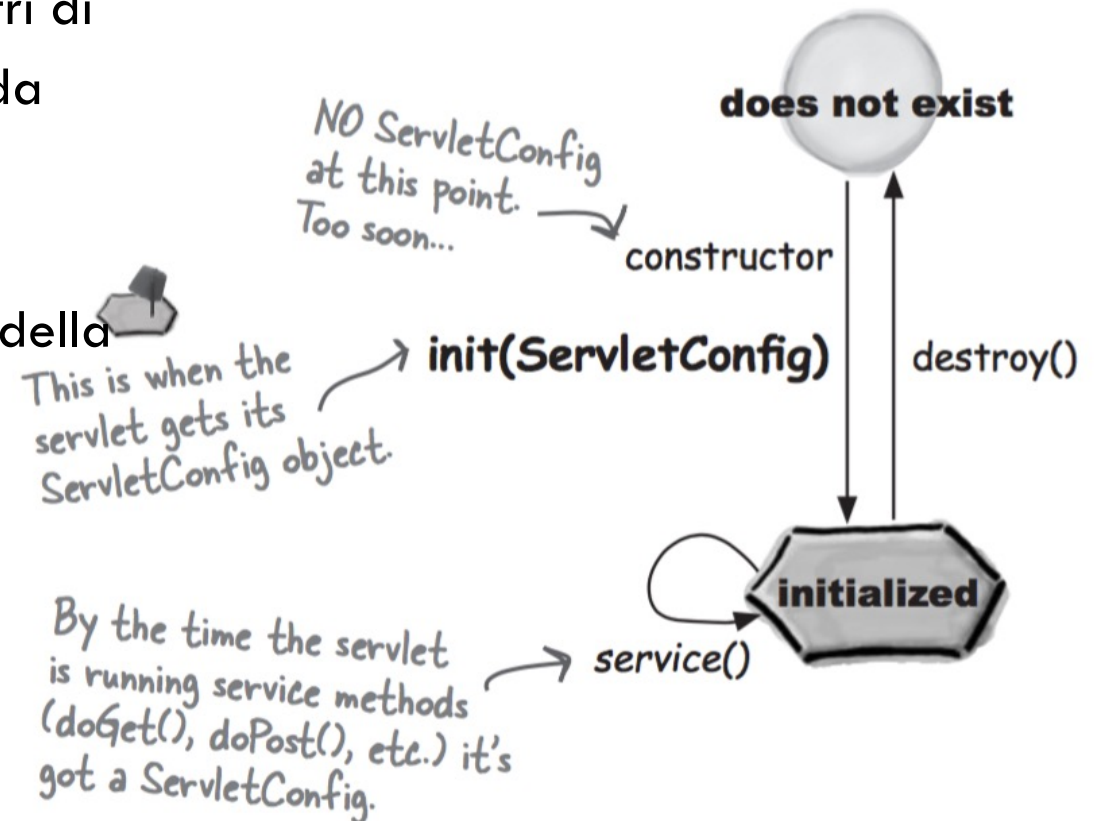 tri di
da
della
does not exist
NO ServletConfig
at this point.
Too soon...
constructor
init(ServletConfig)
destroy()
This is when the
servlet gets its
ServletConfig object.
initialized
service()
By the time the servlet
is running service methods
(doGet(), doPost(), etc.) it's
got a ServletConfig.